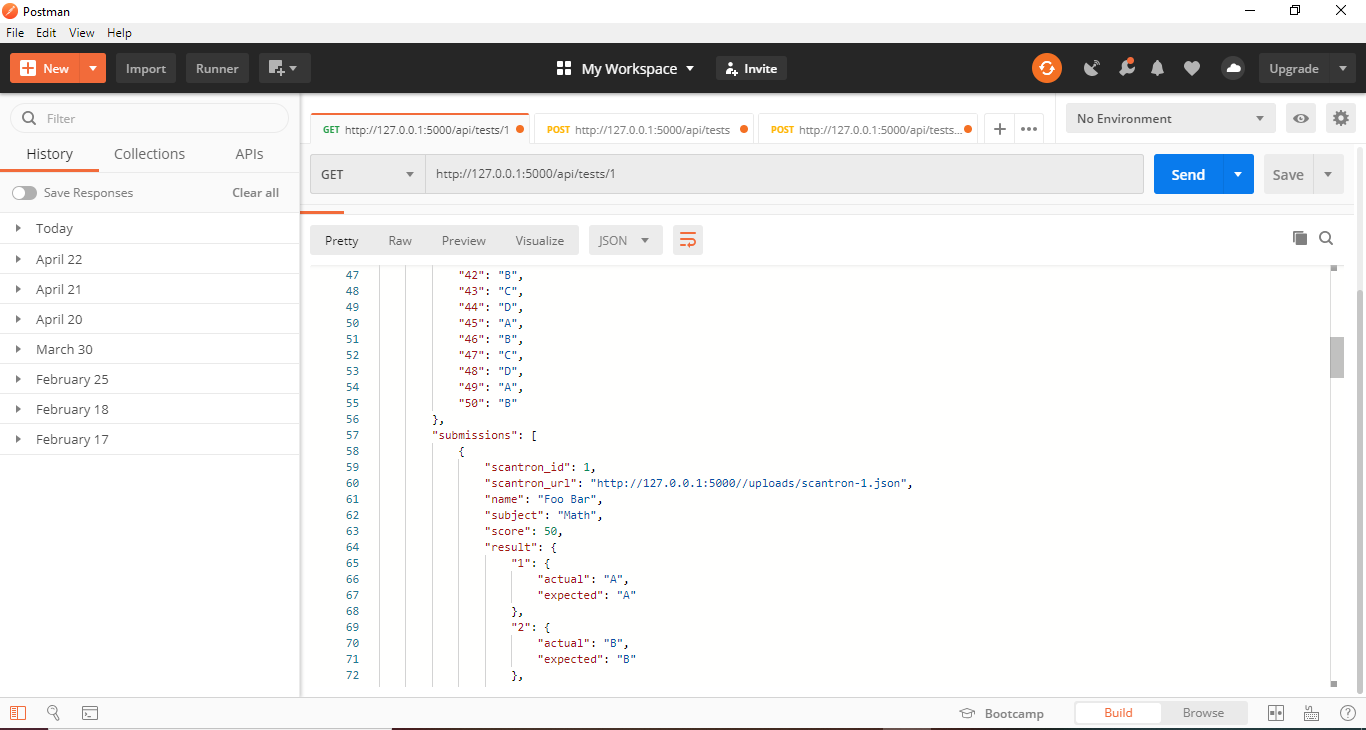 Postman
File Edit View Help
New Import Runner My Workspace Invite Upgrade
Filter
History Collections APIs
Save Responses Clear all
Today
April 22
April 21
April 20
March 30
February 25
February 18
February 17
GET http://127.0.0.1:5000/api/tests/1 POST http://127.0.0.1:5000/api/tests POST http://127.0.0.1:5000/api/tests... No Environment
GET http://127.0.0.1:5000/api/tests/1 Send Save
Pretty Raw Preview Visualize JSON
47 "42": "B",
48 "43": "C",
49 "44": "D",
50 "45": "A",
51 "46": "B",
52 "47": "C",
53 "48": "D",
54 "49": "A",
55 "50": "B"
56 },
57 "submissions": [
58 {
59 "scantron_id": 1,
60 "scantron_url": "http://127.0.0.1:5000//uploads/scantron-1.json",
61 "name": "Foo Bar",
62 "subject": "Math",
63 "score": 50,
64 "result": {
65 "1": {
66 "actual": "A",
67 "expected": "A"
68 },
69 "2": {
70 "actual": "B",
71 "expected": "B"
72 },
Bootcamp Build Browse